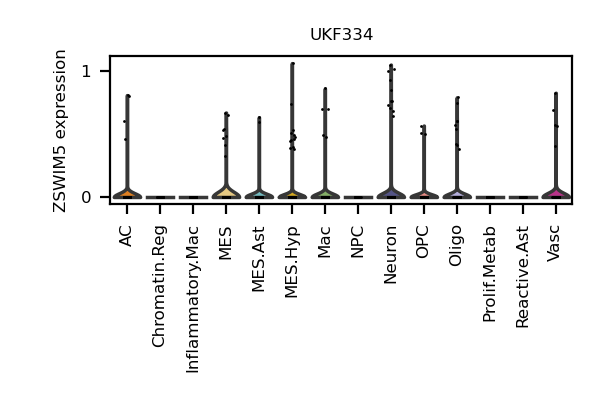 UKF334
ZSWIM5 expression
1
0
AC
Chromatin.Reg
Inflammatory.Mac
MES
MES.Ast
MES.Hyp
Mac
NPC
Neuron
OPC
Oligo
Prolif.Metab
Reactive.Ast
Vasc